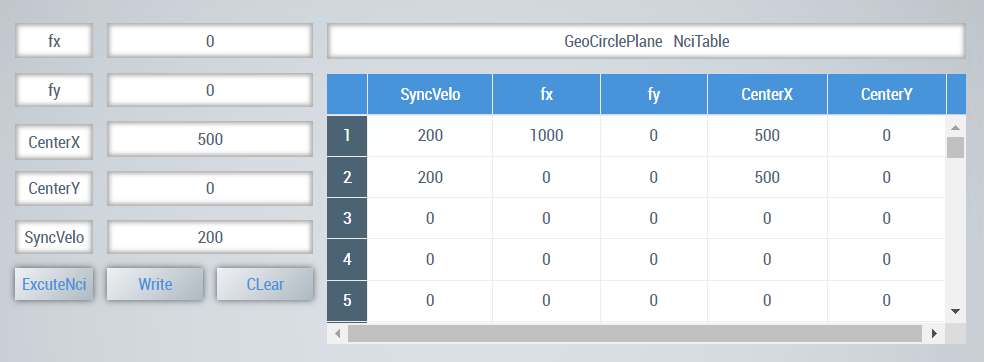 fx 0 GeoCirclePlane NciTable
fy 0
CenterX 500
CenterY 0
SyncVelo 200
ExcuteNci Write CLear
SyncVelo fx fy CenterX CenterY
1 200 1000 0 500 0
2 200 0 0 500 0
3 0 0 0 0 0
4 0 0 0 0 0
5 0 0 0 0 0